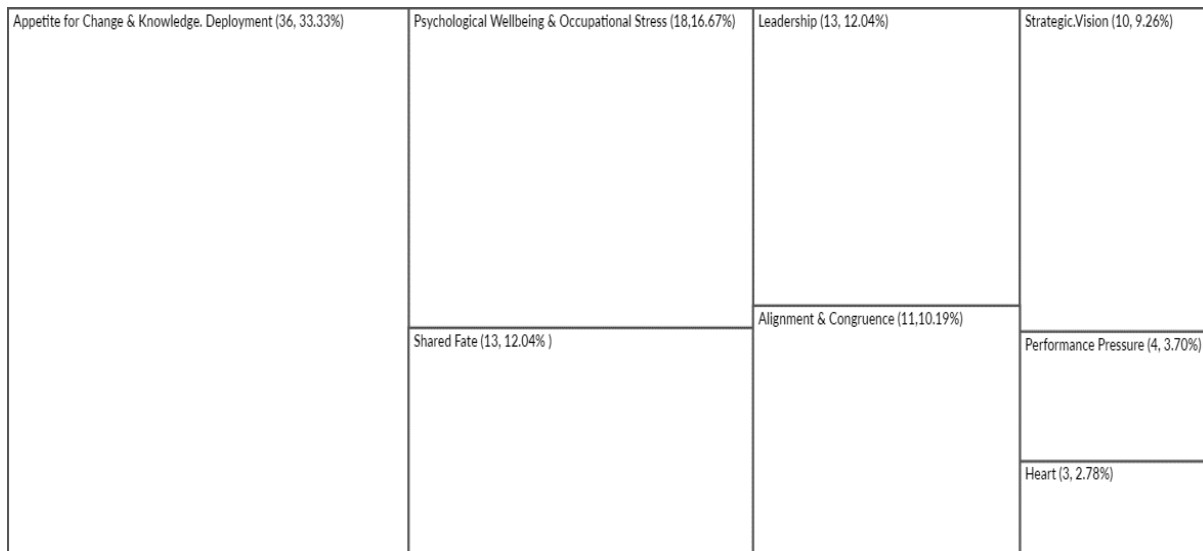 Appetite for Change & Knowledge. Deployment (36, 33.33%)
Psychological Wellbeing & Occupational Stress (18,16.67%)
Shared Fate (13, 12.04% )
Leadership (13, 12.04%)
Alignment & Congruence (11,10.19%)
Strategic.Vision (10, 9.26%)
Performance Pressure (4, 3.70%)
Heart (3, 2.78%)